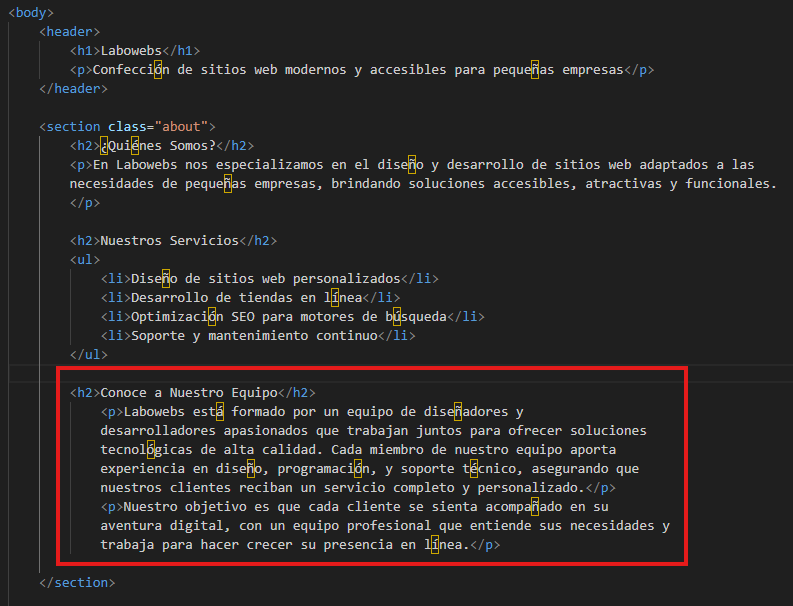 <body>
<header>
<h1>Labowebs</h1>
<p>Confección de sitios web modernos y accesibles para pequeñas empresas</p>
</header>
<section class="about">
<h2>¿Quiénes Somos?</h2>
<p>En Labowebs nos especializamos en el diseño y desarrollo de sitios web adaptados a las
necesidades de pequeñas empresas, brindando soluciones accesibles, atractivas y funcionales.
</p>
<h2>Nuestros Servicios</h2>
<ul>
<li>Diseño de sitios web personalizados</li>
<li>Desarrollo de tiendas en línea</li>
<li>Optimización SEO para motores de búsqueda</li>
<li>Soporte y mantenimiento continuo</li>
</ul>
<h2>Conoce a Nuestro Equipo</h2>
<p>Labowebs está formado por un equipo de diseñadores y
desarrolladores apasionados que trabajan juntos para ofrecer soluciones
tecnológicas de alta calidad. Cada miembro de nuestro equipo aporta
experiencia en diseño, programación, y soporte técnico, asegurando que
nuestros clientes reciban un servicio completo y personalizado.</p>
<p>Nuestro objetivo es que cada cliente se sienta acompañado en su
aventura digital, con un equipo profesional que entiende sus necesidades y
trabaja para hacer crecer su presencia en línea.</p>
</section>